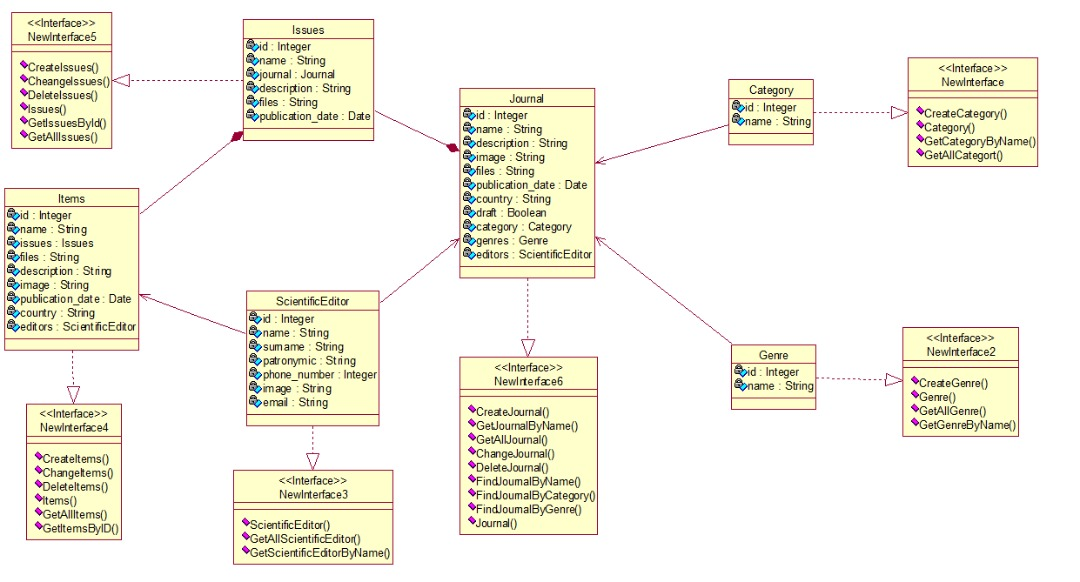 <<Interface>>
NewInterface5
CreateIssues()
CheangeIssues()
DeleteIssues()
Issues()
GetIssuesById()
GetAllIssues()
Issues
id : Integer
name : String
journal : Journal
description : String
files : String
publication_date : Date
Journal
id : Integer
name : String
description : String
image : String
files : String
publication_date : Date
country : String
draft : Boolean
category : Category
genres : Genre
editors : ScientificEditor
Category
id : Integer
name : String
<<Interface>>
NewInterface
CreateCategory()
Category()
GetCategoryByName()
GetAllCategort()
Items
id : Integer
name : String
issues : Issues
files : String
description : String
image : String
publication_date : Date
country : String
editors : ScientificEditor
ScientificEditor
id : Integer
name : String
surname : String
patronymic : String
phone_number : Integer
image : String
email : String
Genre
id : Integer
name : String
<<Interface>>
NewInterface2
CreateGenre()
Genre()
GetAllGenre()
GetGenreByName()
<<Interface>>
NewInterface4
CreateItems()
ChangeItems()
DeleteItems()
Items()
GetAllItems()
GetItemsByID()
<<Interface>>
NewInterface3
ScientificEditor()
GetAllScientificEditor()
GetScientificEditorByName()
<<Interface>>
NewInterface6
CreateJournal()
GetJournalByName()
GetAllJournal()
ChangeJournal()
DeleteJournal()
FindJournalByName()
FindJournalByCategory()
FindJournalByGenre()
Journal()